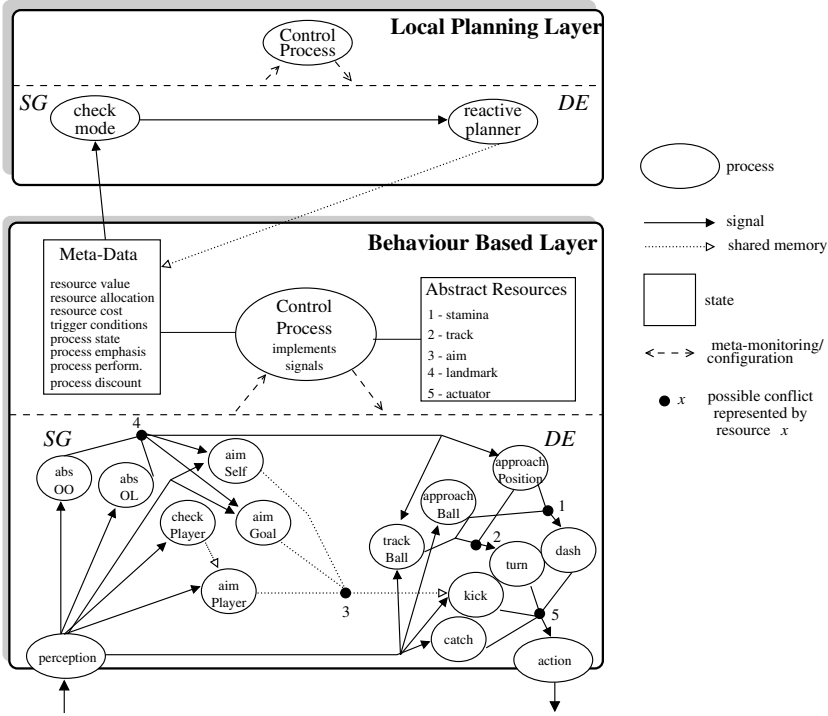 Local Planning Layer
Control
Process
SG
DE
check
mode
reactive
planner
process
signal
shared memory
state
meta-monitoring/
configuration
x possible conflict
represented by
resource x
Behaviour Based Layer
Meta-Data
resource value
resource allocation
resource cost
trigger conditions
process state
process emphasis
process perform.
process discount
Control
Process
implements
signals
Abstract Resources
1 - stamina
2 - track
3 - aim
4 - landmark
5 - actuator
SG
4
DE
abs
OO
abs
OL
aim
Self
check
Player
aim
Goal
aim
Player
3
approach
Position
approach
Ball
1
track
Ball
2
turn
dash
kick
5
catch
perception
action